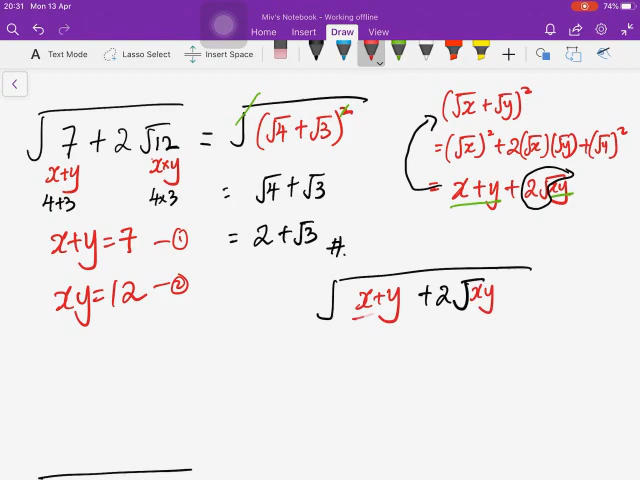 20:31 Mon 13 Apr
Miv's Notebook - Working offline
74%
Home Insert Draw View
Text Mode Lasso Select Insert Space
√(7 + 2√12) = √((√4 + √3)²)
x+y x×y
4+3 4×3
= √4 + √3
= 2 + √3 #.
x+y = 7 —①
xy = 12 —②
(√x + √y)²
= (√x)² + 2(√x)(√y) + (√y)²
= x+y + 2√xy
√(x+y + 2√xy)